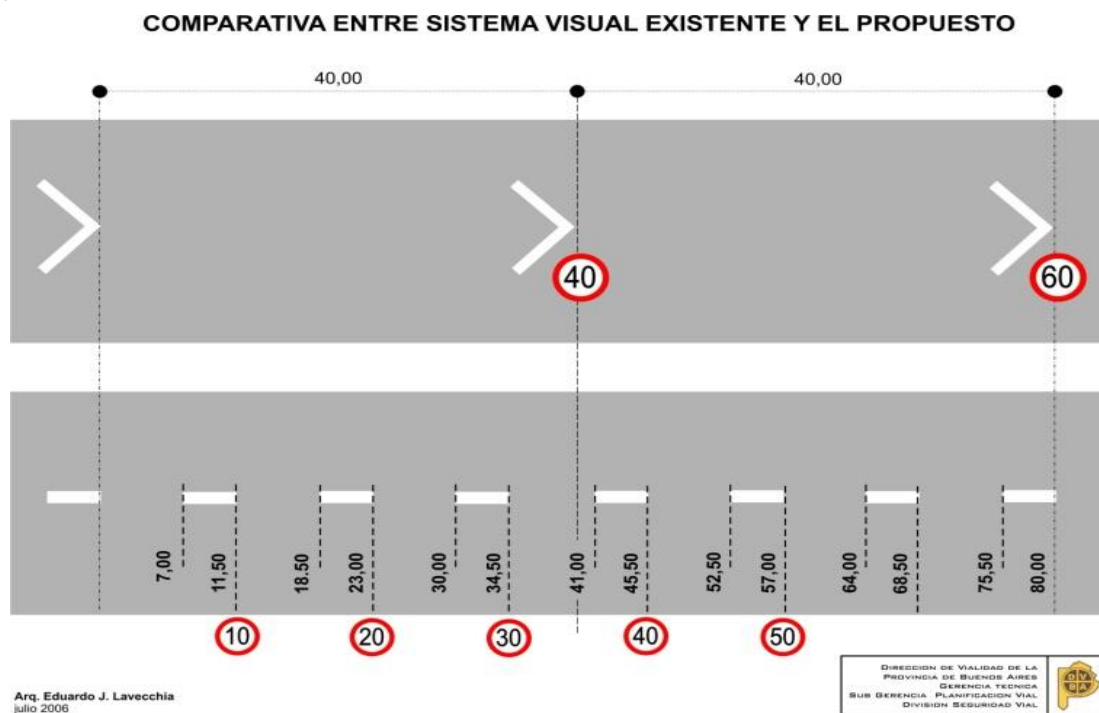 COMPARATIVA ENTRE SISTEMA VISUAL EXISTENTE Y EL PROPUESTO
40,00 40,00
40 60
7,00 11,50 18.50 23,00 30,00 34,50 41,00 45,50 52,50 57,00 64,00 68,50 75,50 80,00
10 20 30 40 50
Arq. Eduardo J. Lavecchia
julio 2006
DIRECCION DE VIALIDAD DE LA
PROVINCIA DE BUENOS AIRES
GERENCIA TECNICA
SUB GERENCIA PLANIFICACION VIAL
DIVISION SEGURIDAD VIAL
D V
B A